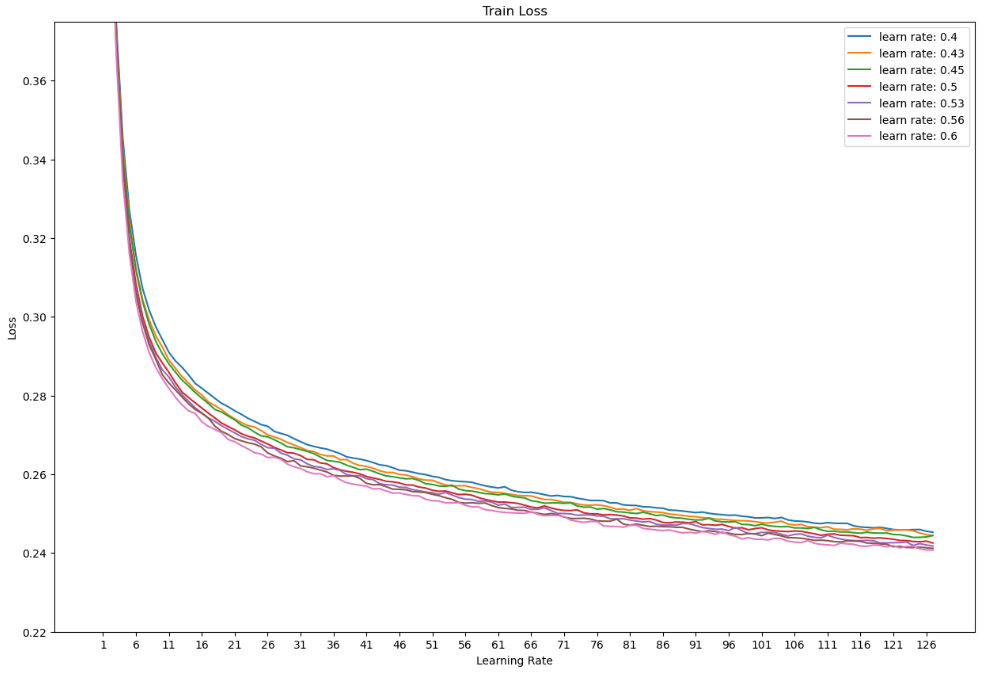 Train Loss
learn rate: 0.4
learn rate: 0.43
learn rate: 0.45
learn rate: 0.5
learn rate: 0.53
learn rate: 0.56
learn rate: 0.6
0.36
0.34
0.32
0.30
0.28
0.26
0.24
0.22
Loss
1 6 11 16 21 26 31 36 41 46 51 56 61 66 71 76 81 86 91 96 101 106 111 116 121 126
Learning Rate